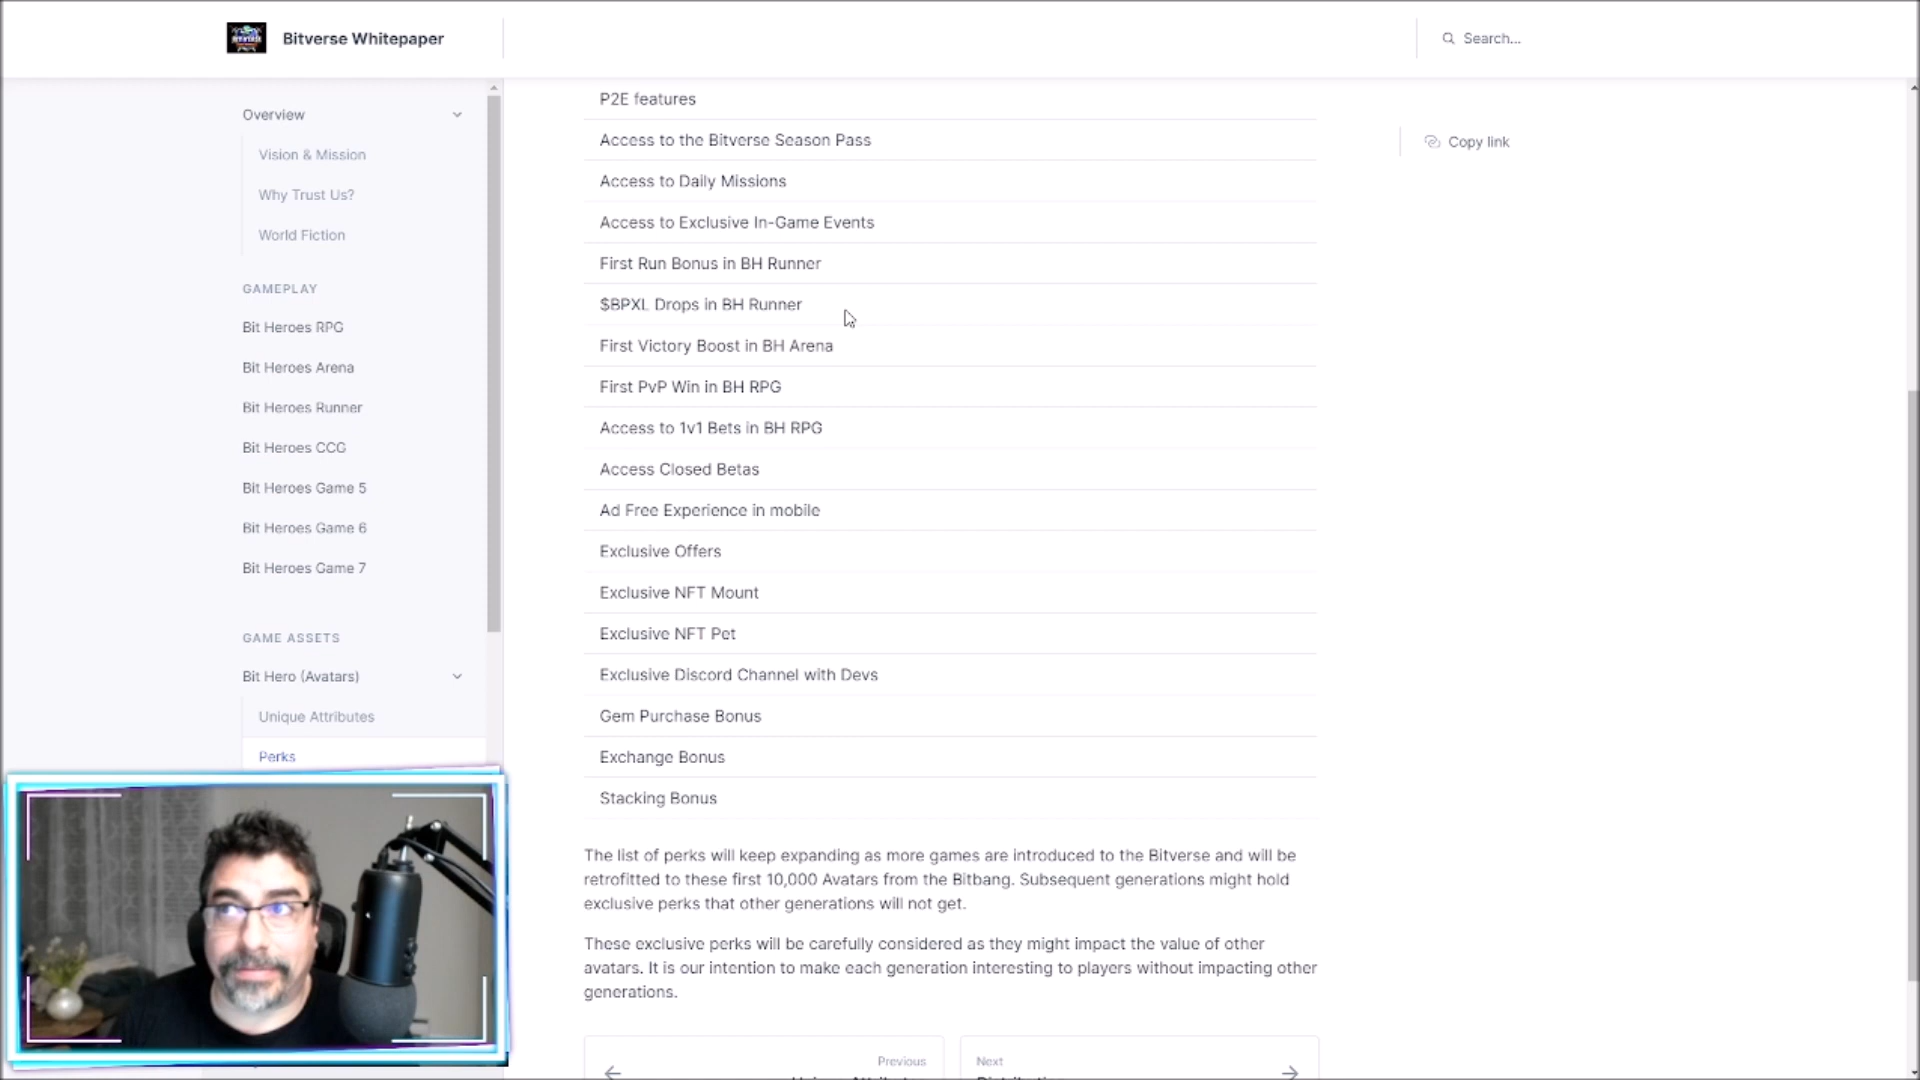 Bitverse Whitepaper
Search...
Overview
Vision & Mission
Why Trust Us?
World Fiction
GAMEPLAY
Bit Heroes RPG
Bit Heroes Arena
Bit Heroes Runner
Bit Heroes CCG
Bit Heroes Game 5
Bit Heroes Game 6
Bit Heroes Game 7
GAME ASSETS
Bit Hero (Avatars)
Unique Attributes
Perks
P2E features
Access to the Bitverse Season Pass
Access to Daily Missions
Access to Exclusive In-Game Events
First Run Bonus in BH Runner
$BPXL Drops in BH Runner
First Victory Boost in BH Arena
First PvP Win in BH RPG
Access to 1v1 Bets in BH RPG
Access Closed Betas
Ad Free Experience in mobile
Exclusive Offers
Exclusive NFT Mount
Exclusive NFT Pet
Exclusive Discord Channel with Devs
Gem Purchase Bonus
Exchange Bonus
Stacking Bonus
The list of perks will keep expanding as more games are introduced to the Bitverse and will be
retrofitted to these first 10,000 Avatars from the Bitbang. Subsequent generations might hold
exclusive perks that other generations will not get.
These exclusive perks will be carefully considered as they might impact the value of other
avatars. It is our intention to make each generation interesting to players without impacting other
generations.
Previous
Next
Copy link